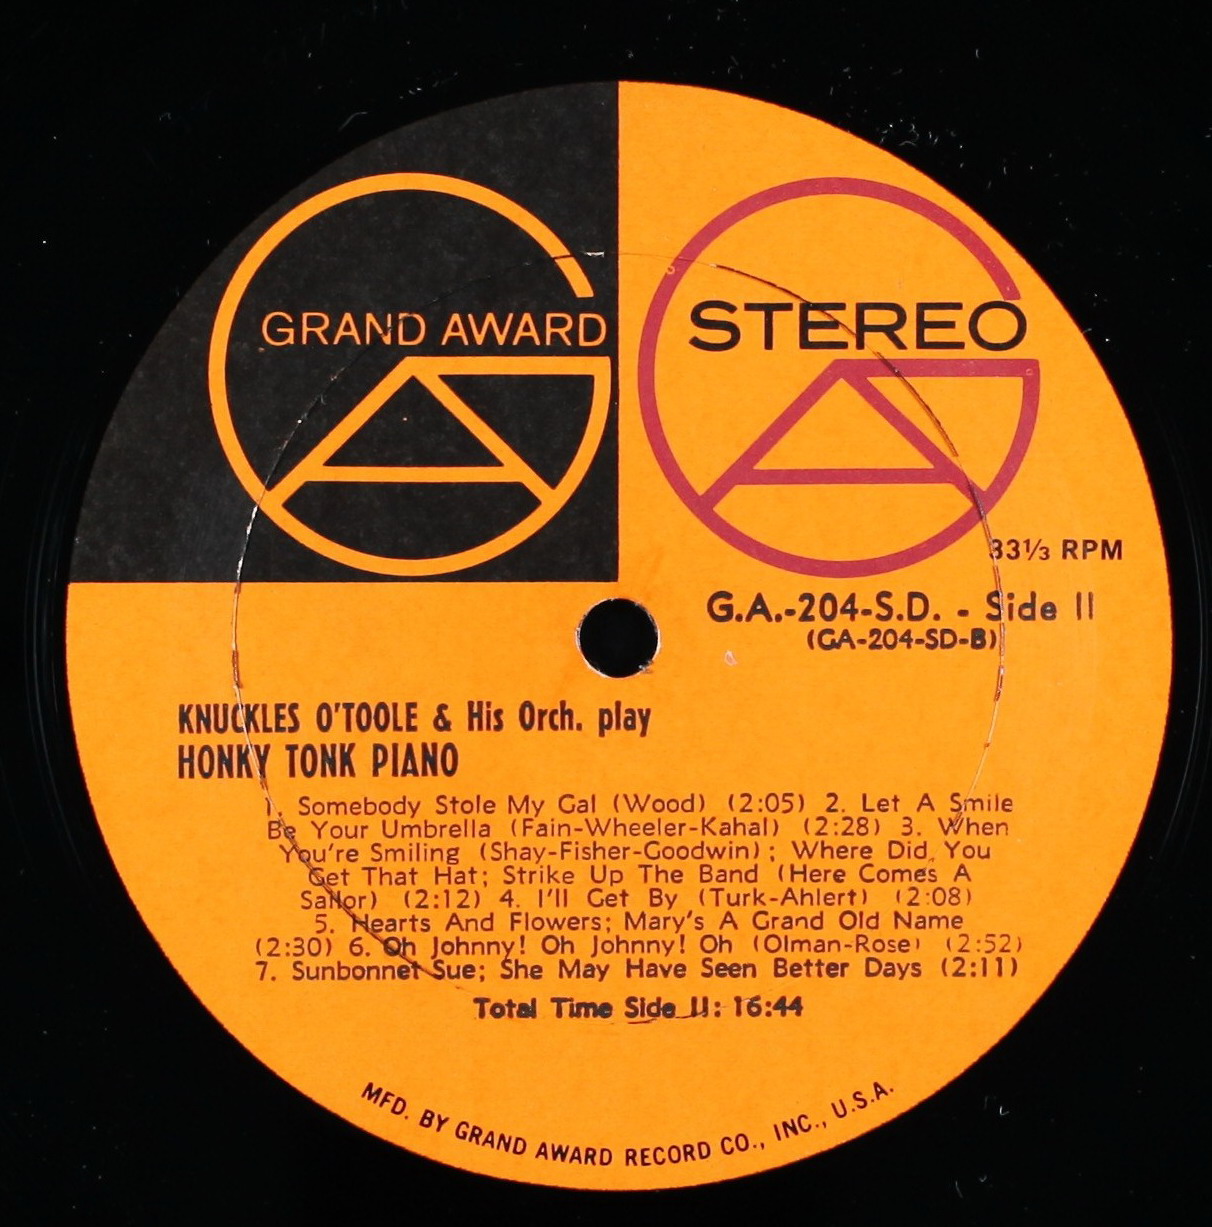 GRAND AWARD
STEREO
33⅓ RPM
G.A.-204-S.D. - Side II
(GA-204-SD-B)
KNUCKLES O'TOOLE & His Orch. play
HONKY TONK PIANO
1. Somebody Stole My Gal (Wood) (2:05) 2. Let A Smile
Be Your Umbrella (Fain-Wheeler-Kahal) (2:28) 3. When
You're Smiling (Shay-Fisher-Goodwin); Where Did You
Get That Hat; Strike Up The Band (Here Comes A
Sailor) (2:12) 4. I'll Get By (Turk-Ahlert) (2:08)
5. Hearts And Flowers; Mary's A Grand Old Name
(2:30) 6. Oh Johnny! Oh Johnny! Oh (Olman-Rose) (2:52)
7. Sunbonnet Sue; She May Have Seen Better Days (2:11)
Total Time Side II: 16:44
MFD. BY GRAND AWARD RECORD CO., INC., U.S.A.